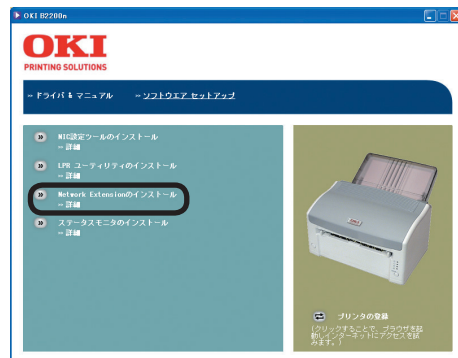 OKI B2200n
OKI
PRINTING SOLUTIONS
» ドライバ & マニュアル » ソフトウエア セットアップ
» NIC設定ツールのインストール
» 詳細
» LPR ユーティリティのインストール
» 詳細
» Network Extensionのインストール
» 詳細
» ステータスモニタのインストール
» 詳細
OKI
プリンタの登録
(クリックすることで、ブラウザを起
動しインターネットにアクセスを試
みます。)